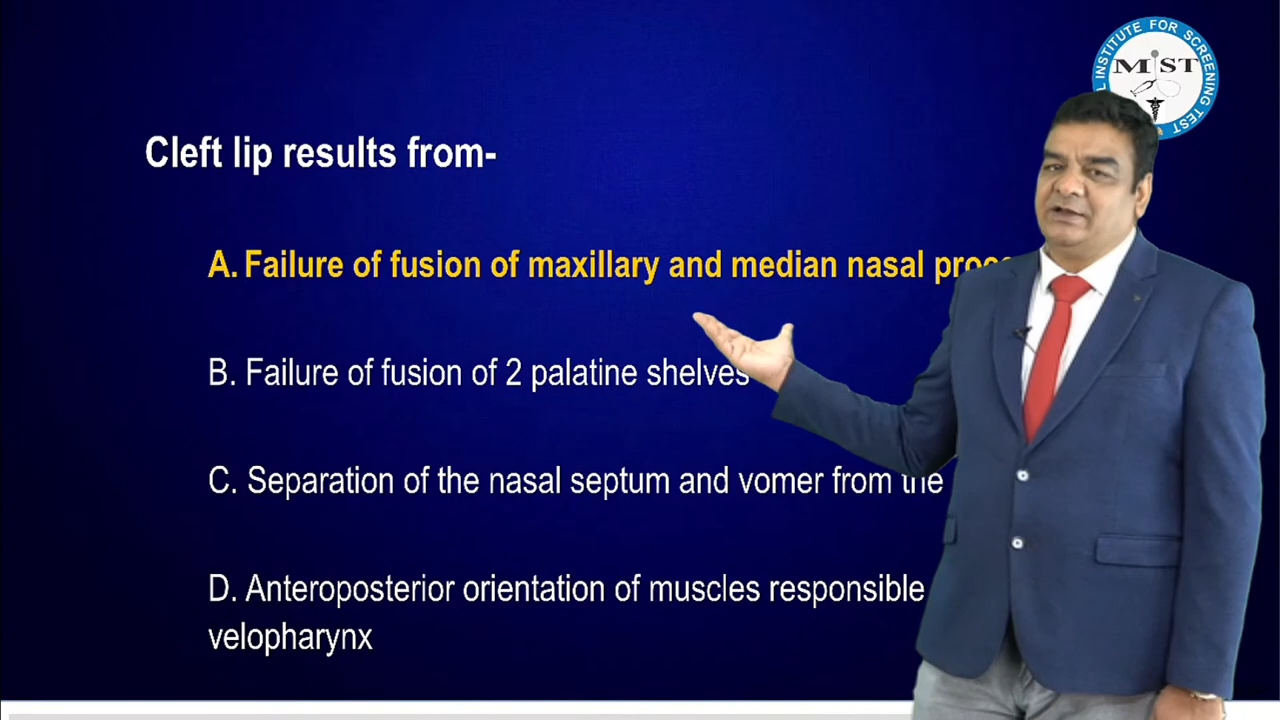 INSTITUTE FOR SCREENING TEST
MIST
Cleft lip results from-
A. Failure of fusion of maxillary and median nasal
B. Failure of fusion of 2 palatine shelves
C. Separation of the nasal septum and vomer from the
D. Anteroposterior orientation of muscles responsible
velopharynx